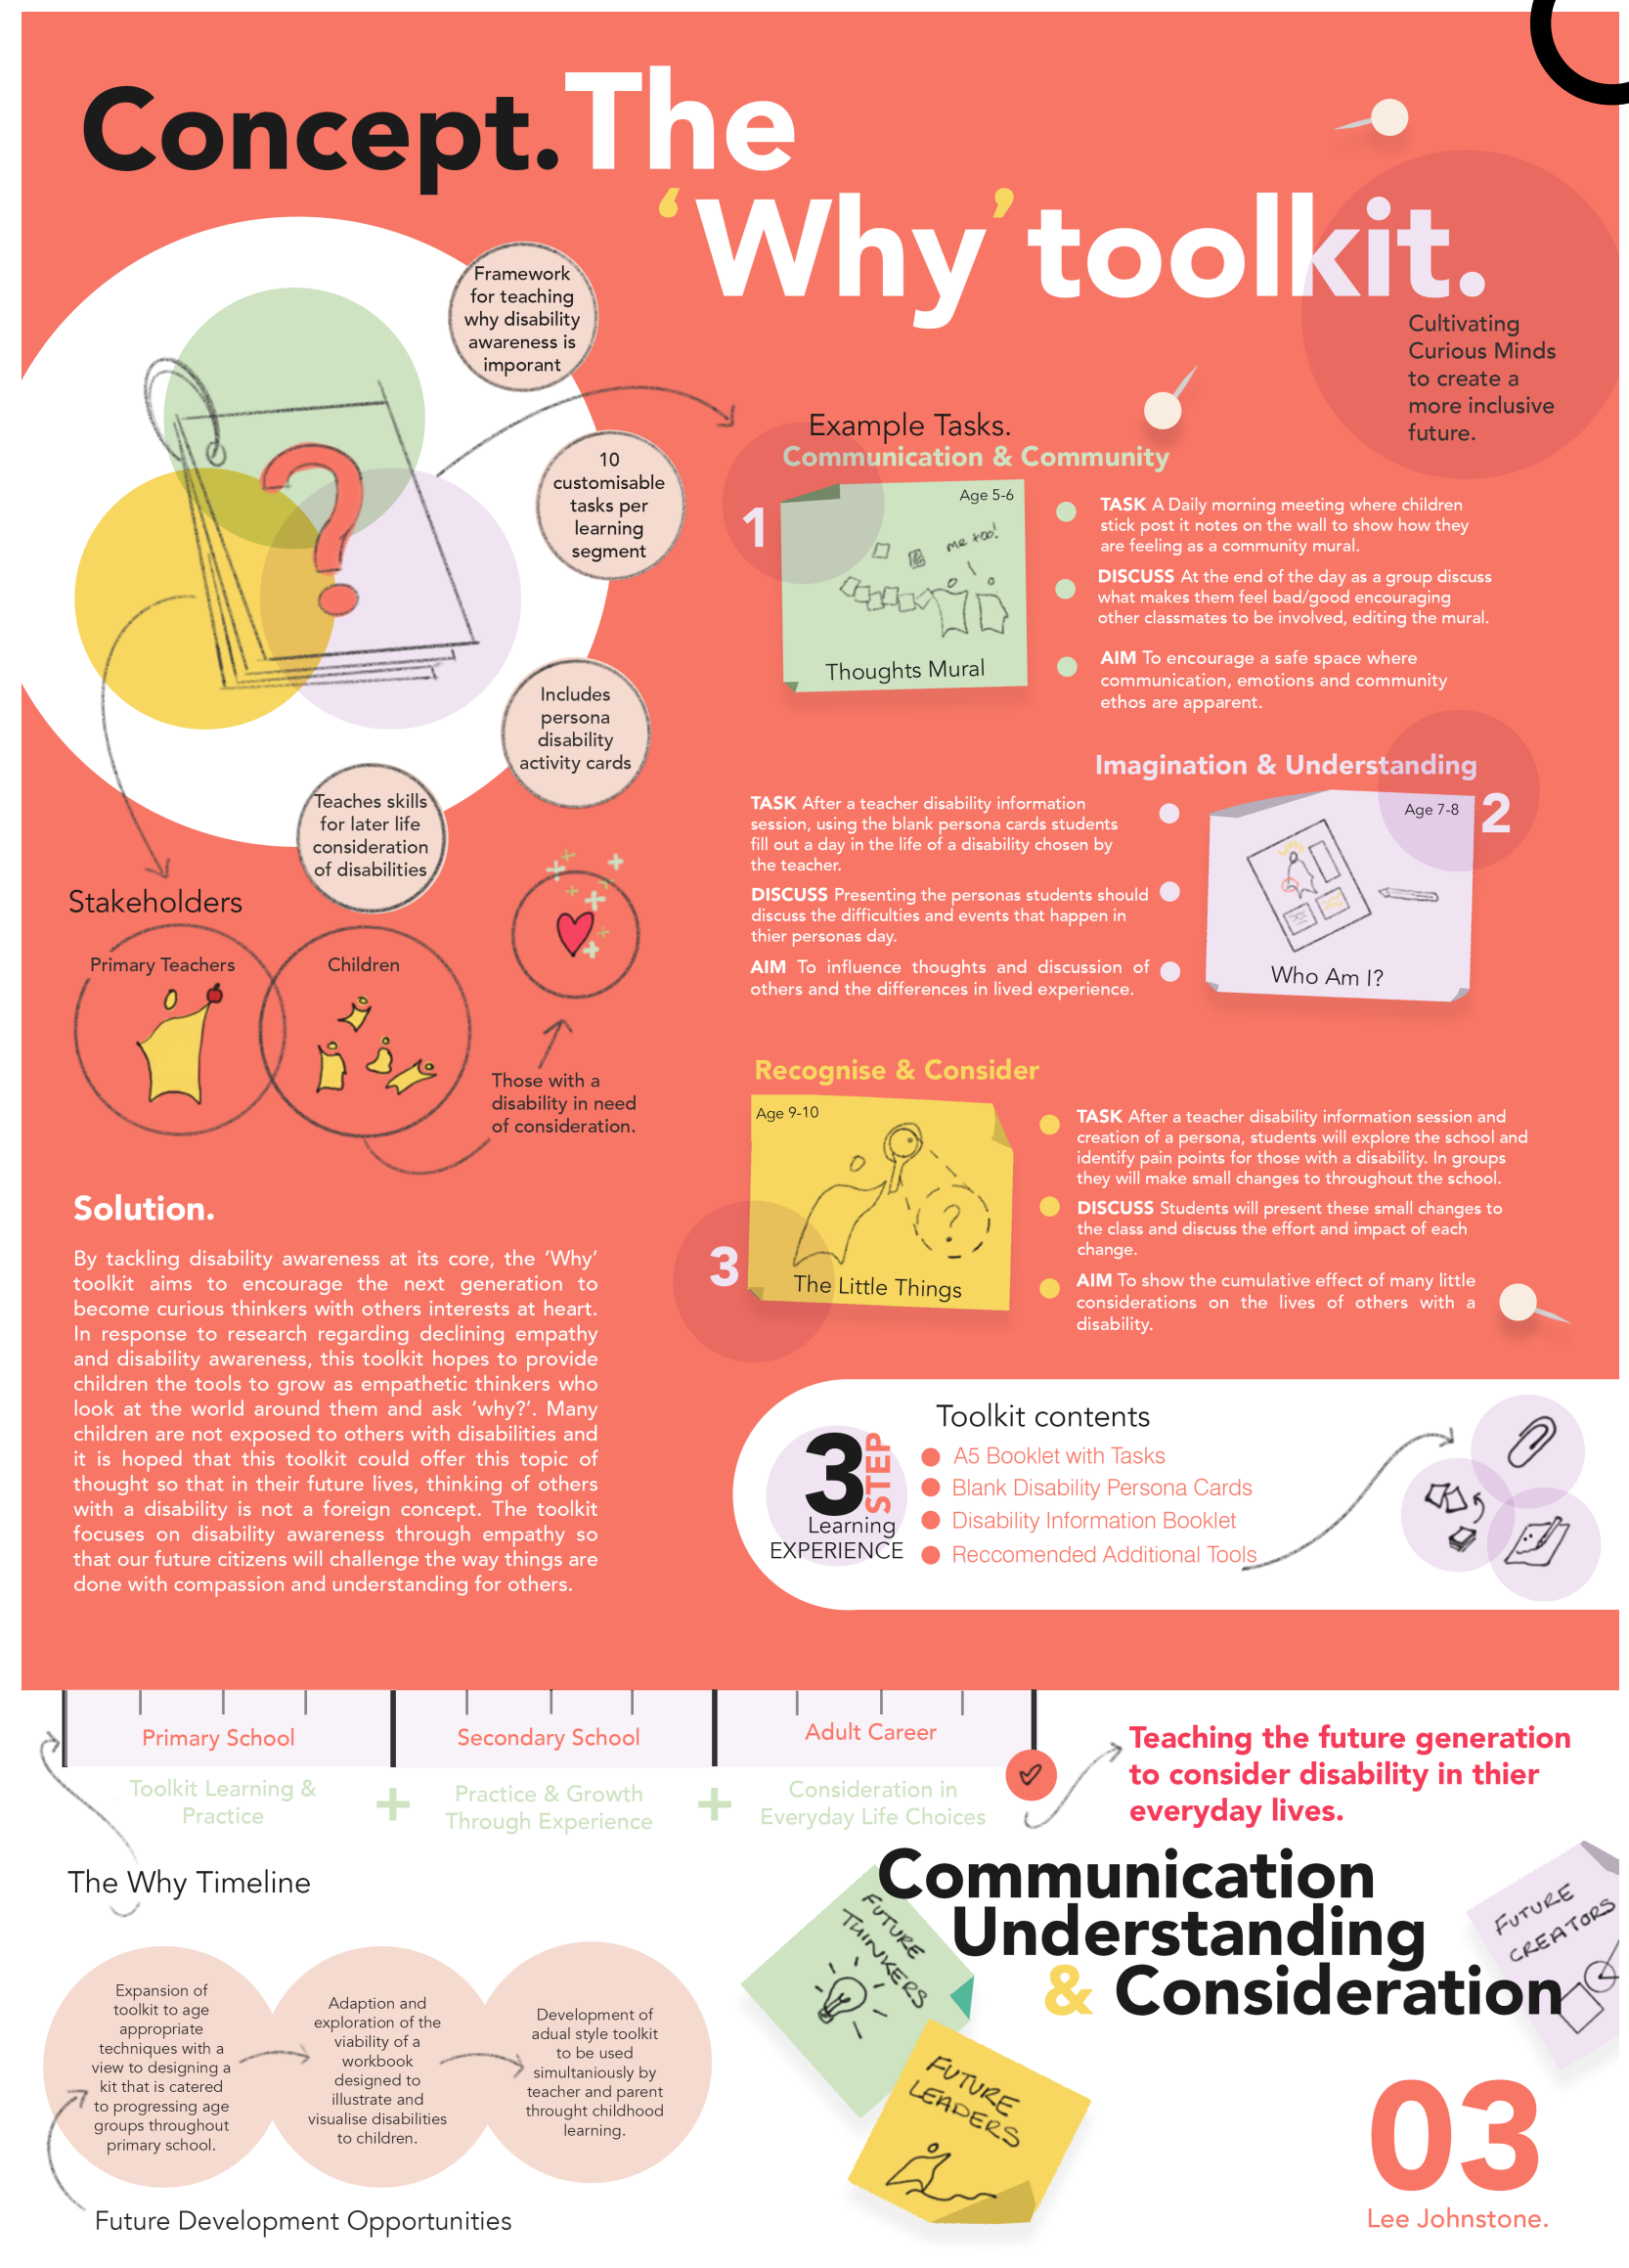 Concept. The
'Why' toolkit.
Cultivating
Curious Minds
to create a
more inclusive
future.
Framework
for teaching
why disability
awareness is
imporant
10
customisable
tasks per
learning
segment
Includes
persona
disability
activity cards
Teaches skills
for later life
consideration
of disabilities
?
Stakeholders
Primary Teachers
Children
Those with a
disability in need
of consideration.
Solution.
By tackling disability awareness at its core, the 'Why'
toolkit aims to encourage the next generation to
become curious thinkers with others interests at heart.
In response to research regarding declining empathy
and disability awareness, this toolkit hopes to provide
children the tools to grow as empathetic thinkers who
look at the world around them and ask 'why?'. Many
children are not exposed to others with disabilities and
it is hoped that this toolkit could offer this topic of
thought so that in their future lives, thinking of others
with a disability is not a foreign concept. The toolkit
focuses on disability awareness through empathy so
that our future citizens will challenge the way things are
done with compassion and understanding for others.
Example Tasks.
Communication & Community
1
Age 5-6
me too!
Thoughts Mural
TASK A Daily morning meeting where children
stick post it notes on the wall to show how they
are feeling as a community mural.
DISCUSS At the end of the day as a group discuss
what makes them feel bad/good encouraging
other classmates to be involved, editing the mural.
AIM To encourage a safe space where
communication, emotions and community
ethos are apparent.
Imagination & Understanding
TASK After a teacher disability information
session, using the blank persona cards students
fill out a day in the life of a disability chosen by
the teacher.
DISCUSS Presenting the personas students should
discuss the difficulties and events that happen in
thier personas day.
AIM To influence thoughts and discussion of
others and the differences in lived experience.
Age 7-8
2
Who Am I?
Recognise & Consider
Age 9-10
?
3
The Little Things
TASK After a teacher disability information session and
creation of a persona, students will explore the school and
identify pain points for those with a disability. In groups
they will make small changes to throughout the school.
DISCUSS Students will present these small changes to
the class and discuss the effort and impact of each
change.
AIM To show the cumulative effect of many little
considerations on the lives of others with a
disability.
3 STEP
Learning
EXPERIENCE
Toolkit contents
A5 Booklet with Tasks
Blank Disability Persona Cards
Disability Information Booklet
Reccomended Additional Tools
Primary School
Secondary School
Adult Career
Toolkit Learning &
Practice
+
Practice & Growth
Through Experience
+
Consideration in
Everyday Life Choices
Teaching the future generation
to consider disability in thier
everyday lives.
The Why Timeline
Communication
Understanding
& Consideration
FUTURE
THINKERS
FUTURE
LEADERS
FUTURE
CREATORS
Expansion of
toolkit to age
appropriate
techniques with a
view to designing a
kit that is catered
to progressing age
groups throughout
primary school.
Adaption and
exploration of the
viability of a
workbook
designed to
illustrate and
visualise disabilities
to children.
Development of
adual style toolkit
to be used
simultaniously by
teacher and parent
throught childhood
learning.
Future Development Opportunities
03
Lee Johnstone.